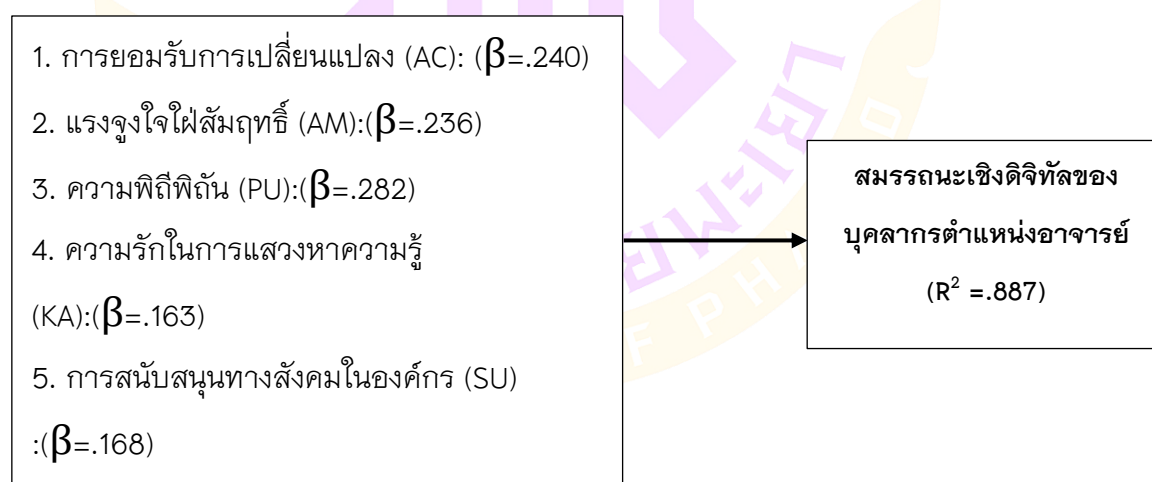 1. การยอมรับการเปลี่ยนแปลง (AC): (β=.240)
2. แรงจูงใจใฝ่สัมฤทธิ์ (AM):(β=.236)
3. ความพิถีพิถัน (PU):(β=.282)
4. ความรักในการแสวงหาความรู้
(KA):(β=.163)
5. การสนับสนุนทางสังคมในองค์กร (SU)
:(β=.168)
สมรรถนะเชิงดิจิทัลของ
บุคลากรตำแหน่งอาจารย์
(R² =.887)